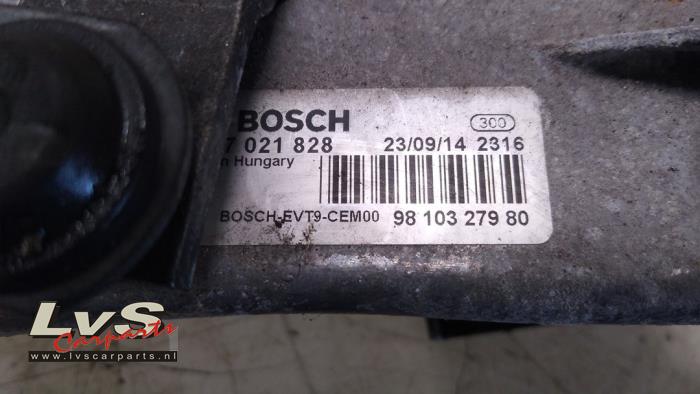 BOSCH
300
7 021 828 23/09/14 2316
n Hungary
BOSCH-EVT9-CEM00 98 103 279 80
LvS
Carparts
www.lvscarparts.nl